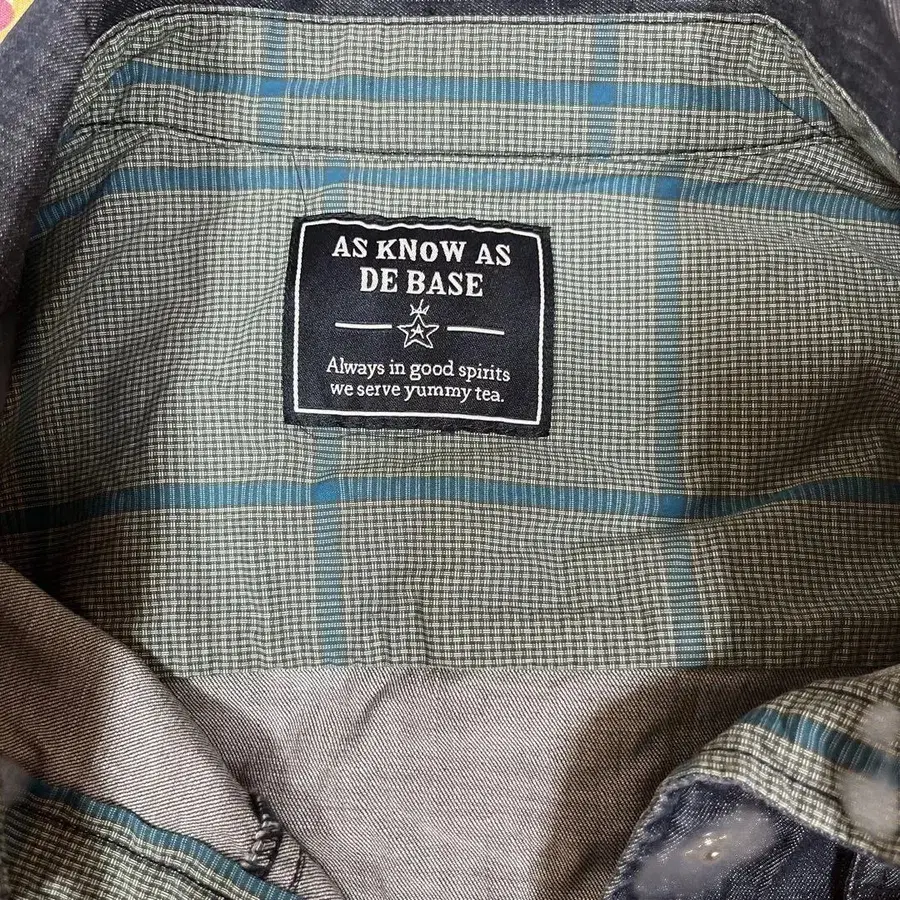 AS KNOW AS
DE BASE
A
Always in good spirits
we serve yummy tea.